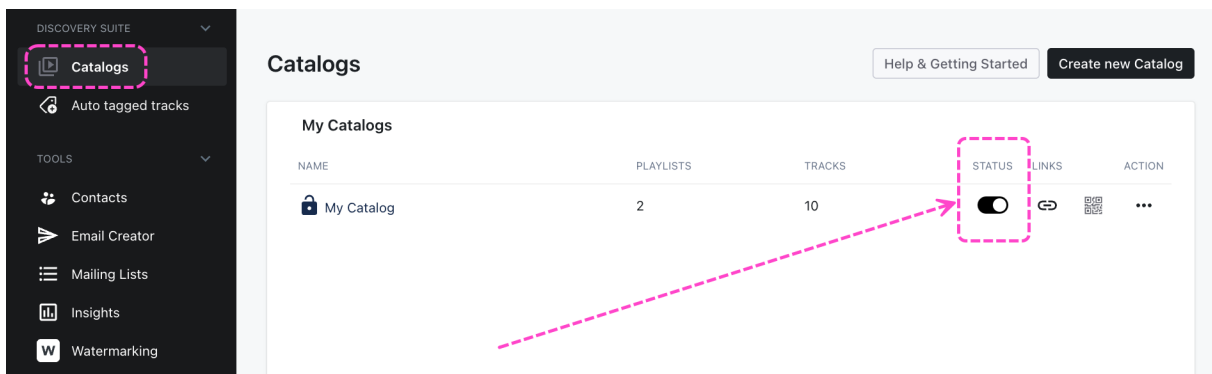 DISCOVERY SUITE
Catalogs
Auto tagged tracks
TOOLS
Contacts
Email Creator
Mailing Lists
Insights
W Watermarking
Catalogs
Help & Getting Started
Create new Catalog
My Catalogs
NAME PLAYLISTS TRACKS STATUS LINKS ACTION
My Catalog 2 10